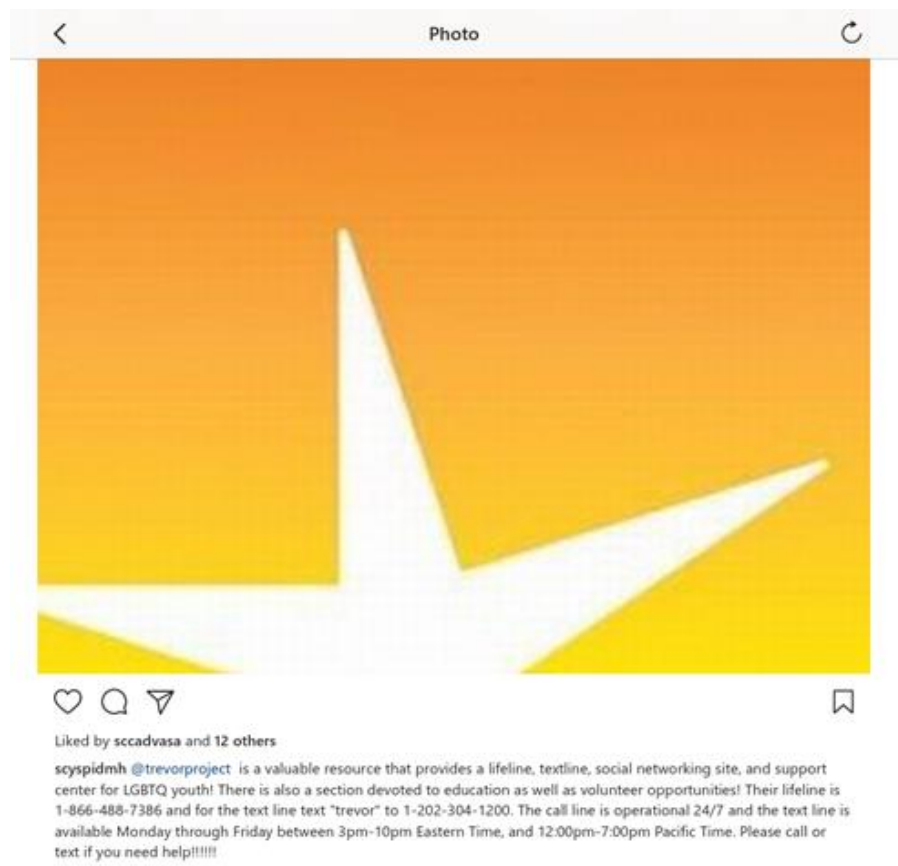 Photo
Liked by sccadvasa and 12 others
scyspidmh @trevorproject is a valuable resource that provides a lifeline, textline, social networking site, and support
center for LGBTQ youth! There is also a section devoted to education as well as volunteer opportunities! Their lifeline is
1-866-488-7386 and for the text line text "trevor" to 1-202-304-1200. The call line is operational 24/7 and the text line is
available Monday through Friday between 3pm-10pm Eastern Time, and 12:00pm-7:00pm Pacific Time. Please call or
text if you need help!!!!!!